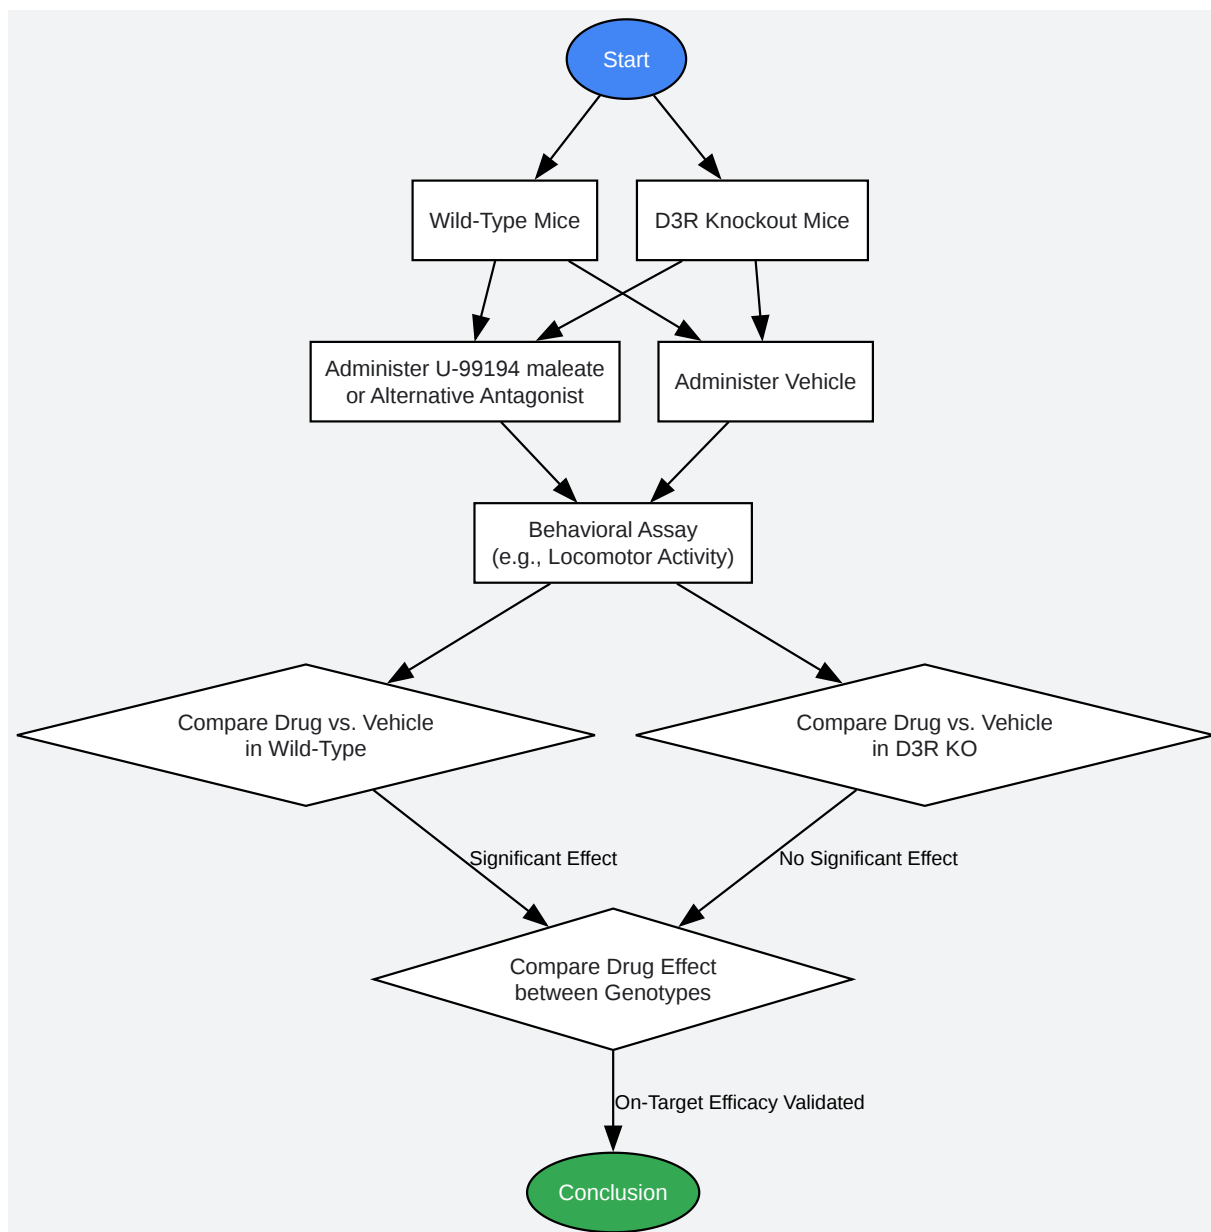 Start
Wild-Type Mice
D3R Knockout Mice
Administer U-99194 maleate
or Alternative Antagonist
Administer Vehicle
Behavioral Assay
(e.g., Locomotor Activity)
Compare Drug vs. Vehicle
in Wild-Type
Compare Drug vs. Vehicle
in D3R KO
Significant Effect
No Significant Effect
Compare Drug Effect
between Genotypes
On-Target Efficacy Validated
Conclusion